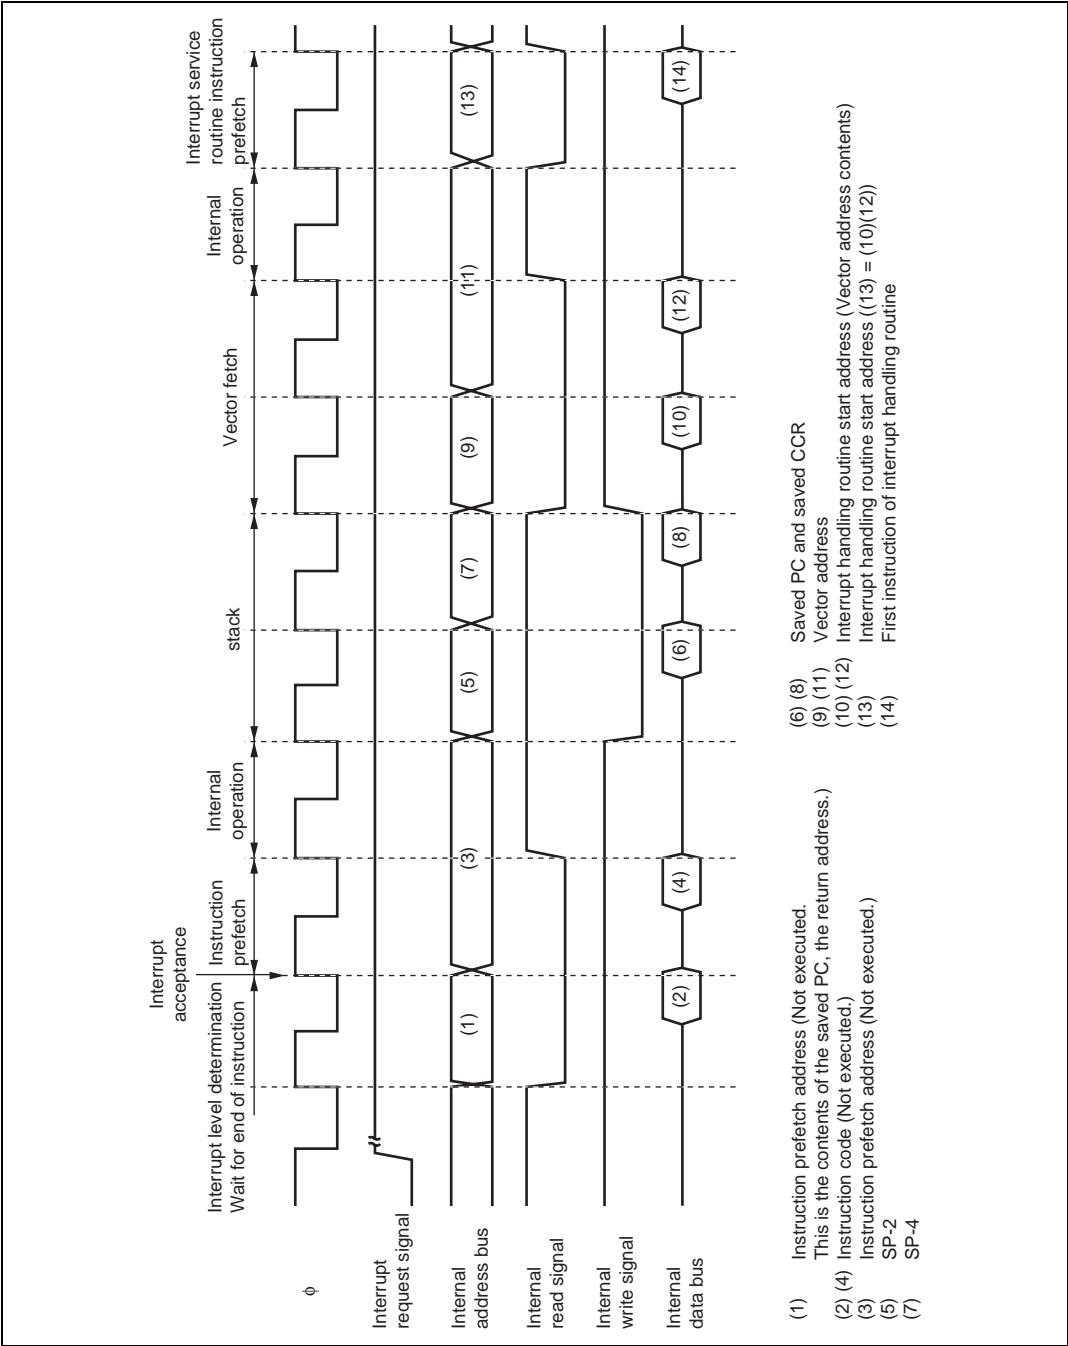 Interrupt
acceptance
Interrupt level determination
Wait for end of instruction
Instruction
prefetch
Internal
operation
stack
Vector fetch
Internal
operation
Interrupt service
routine instruction
prefetch
φ
Interrupt
request signal
Internal
address bus
(1)
(3)
(5)
(7)
(9)
(11)
(13)
Internal
read signal
Internal
write signal
Internal
data bus
(2)
(4)
(6)
(8)
(10)
(12)
(14)
(1) Instruction prefetch address (Not executed.
This is the contents of the saved PC, the return address.)
(2) (4) Instruction code (Not executed.)
(3) Instruction prefetch address (Not executed.)
(5) SP-2
(7) SP-4
(6) (8) Saved PC and saved CCR
(9) (11) Vector address
(10) (12) Interrupt handling routine start address (Vector address contents)
(13) Interrupt handling routine start address ((13) = (10)(12))
(14) First instruction of interrupt handling routine